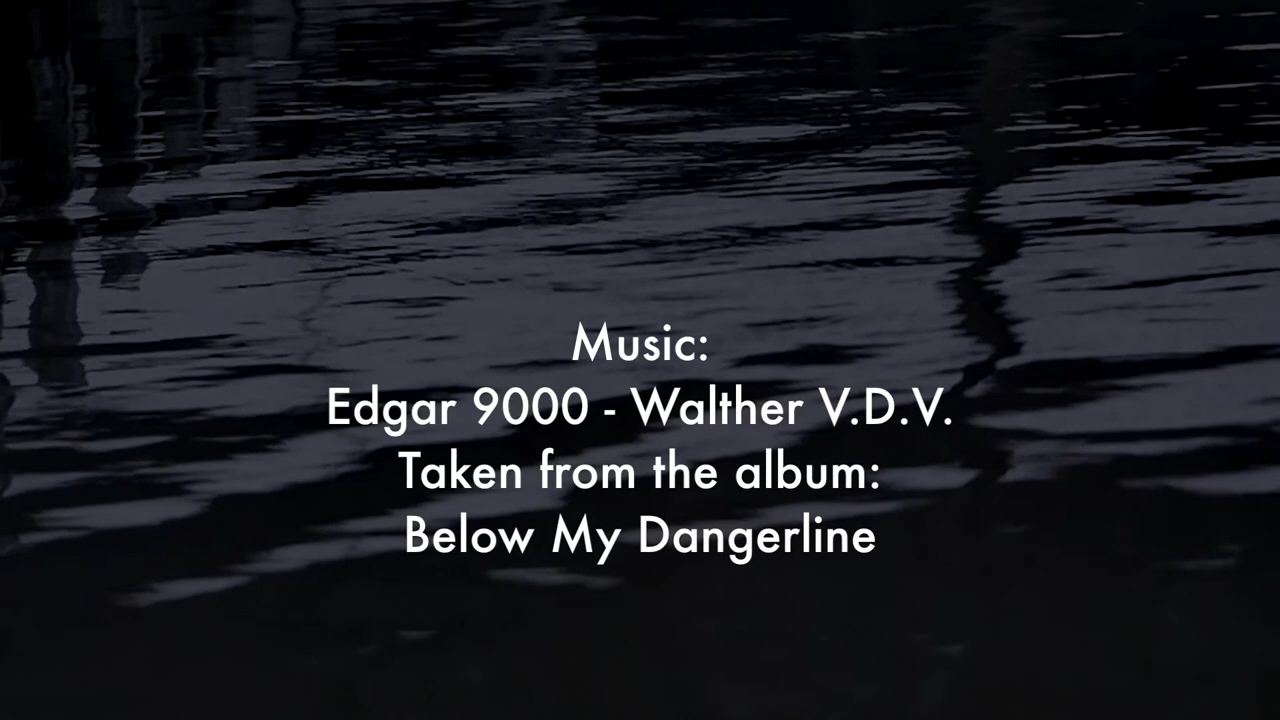 Music:
Edgar 9000 - Walther V.D.V.
Taken from the album:
Below My Dangerline